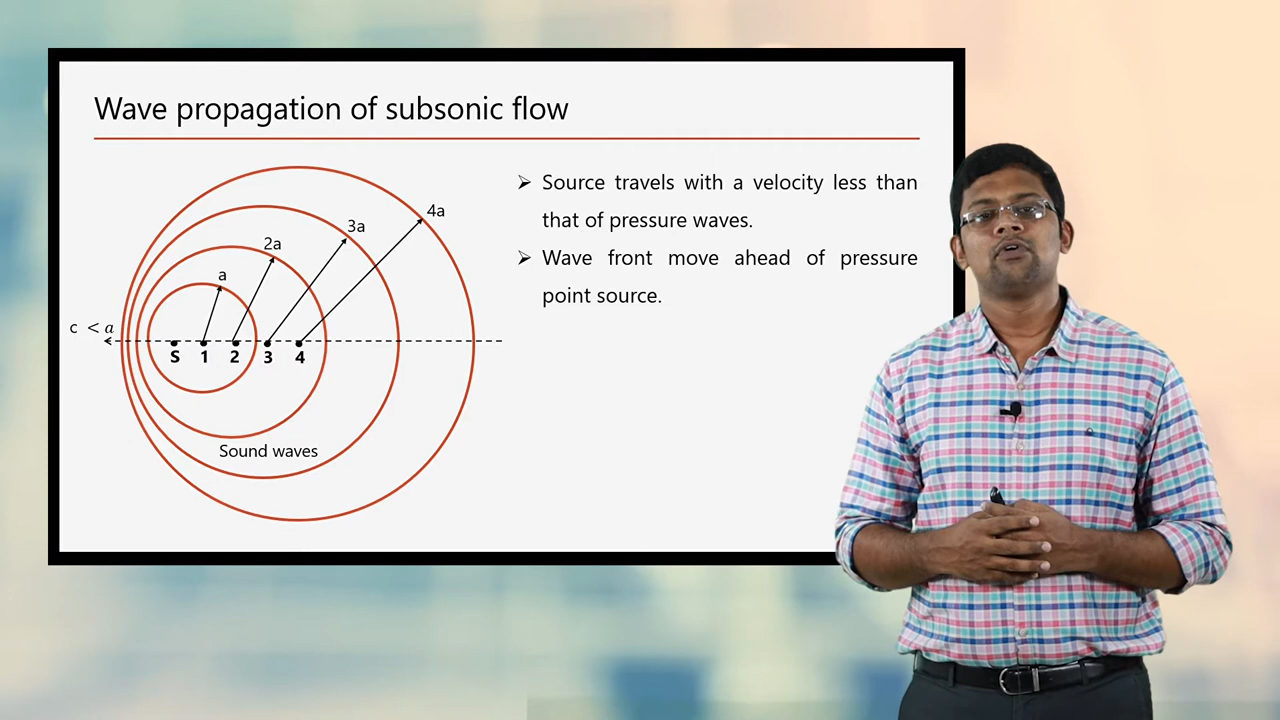 Wave propagation of subsonic flow
➢ Source travels with a velocity less than
that of pressure waves.
➢ Wave front move ahead of pressure
point source.
4a
3a
2a
a
c < a
S 1 2 3 4
Sound waves